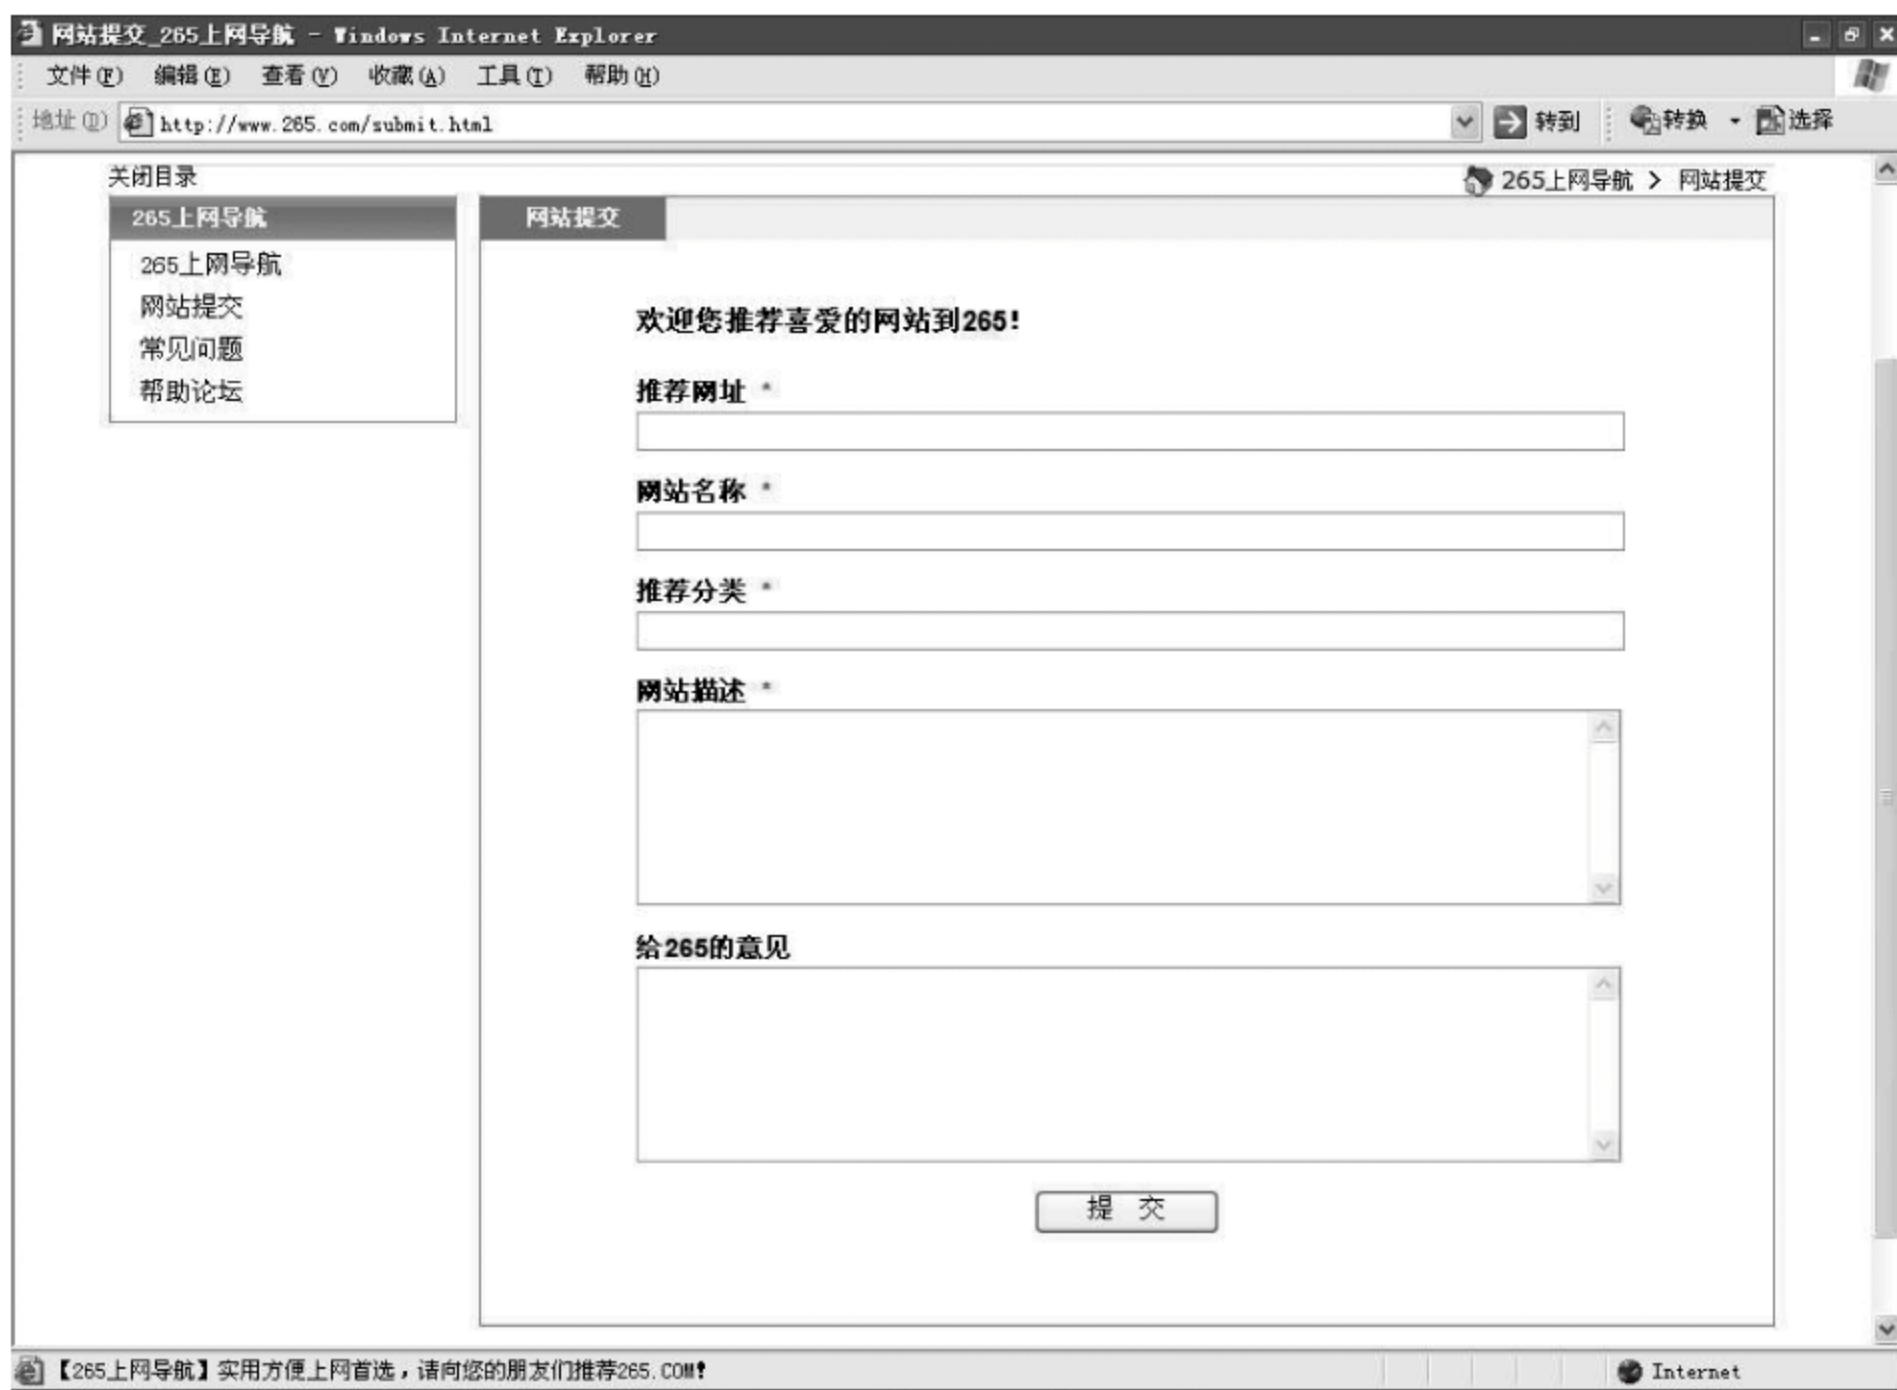 网站提交_265上网导航 - Windows Internet Explorer
文件(F) 编辑(E) 查看(V) 收藏(A) 工具(T) 帮助(H)
地址(D) http://www.265.com/submit.html 转到 转换 选择
关闭目录 265上网导航 > 网站提交
265上网导航
265上网导航
网站提交
常见问题
帮助论坛
网站提交
欢迎您推荐喜爱的网站到265!
推荐网址 *
网站名称 *
推荐分类 *
网站描述 *
给265的意见
提 交
【265上网导航】实用方便上网首选,请向您的朋友们推荐265.COM! Internet